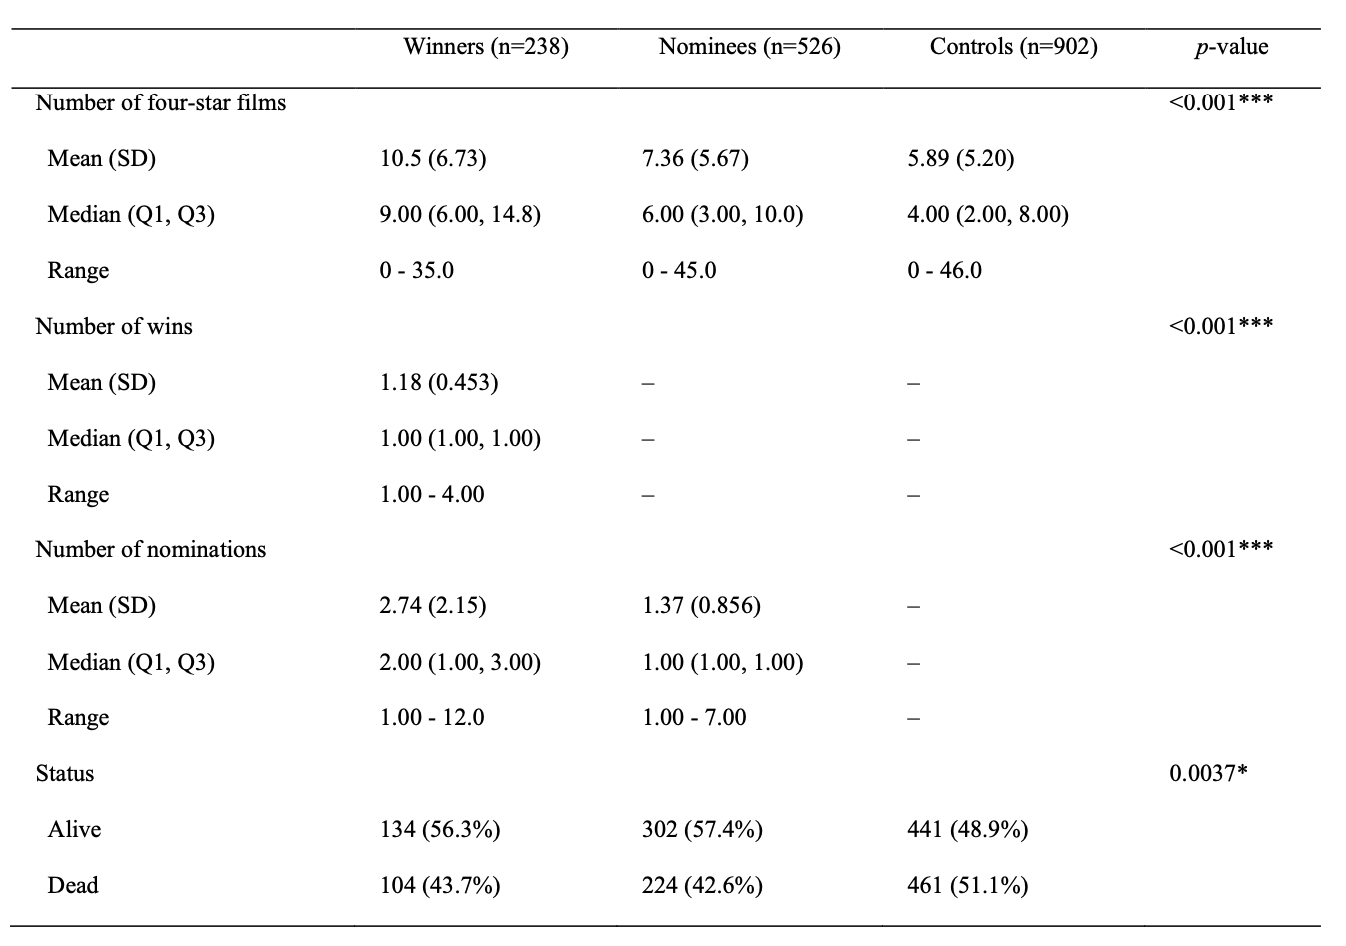 Winners (n=238) Nominees (n=526) Controls (n=902) p-value
Number of four-star films <0.001***
Mean (SD) 10.5 (6.73) 7.36 (5.67) 5.89 (5.20)
Median (Q1, Q3) 9.00 (6.00, 14.8) 6.00 (3.00, 10.0) 4.00 (2.00, 8.00)
Range 0 - 35.0 0 - 45.0 0 - 46.0
Number of wins <0.001***
Mean (SD) 1.18 (0.453) – –
Median (Q1, Q3) 1.00 (1.00, 1.00) – –
Range 1.00 - 4.00 – –
Number of nominations <0.001***
Mean (SD) 2.74 (2.15) 1.37 (0.856) –
Median (Q1, Q3) 2.00 (1.00, 3.00) 1.00 (1.00, 1.00) –
Range 1.00 - 12.0 1.00 - 7.00 –
Status 0.0037*
Alive 134 (56.3%) 302 (57.4%) 441 (48.9%)
Dead 104 (43.7%) 224 (42.6%) 461 (51.1%)